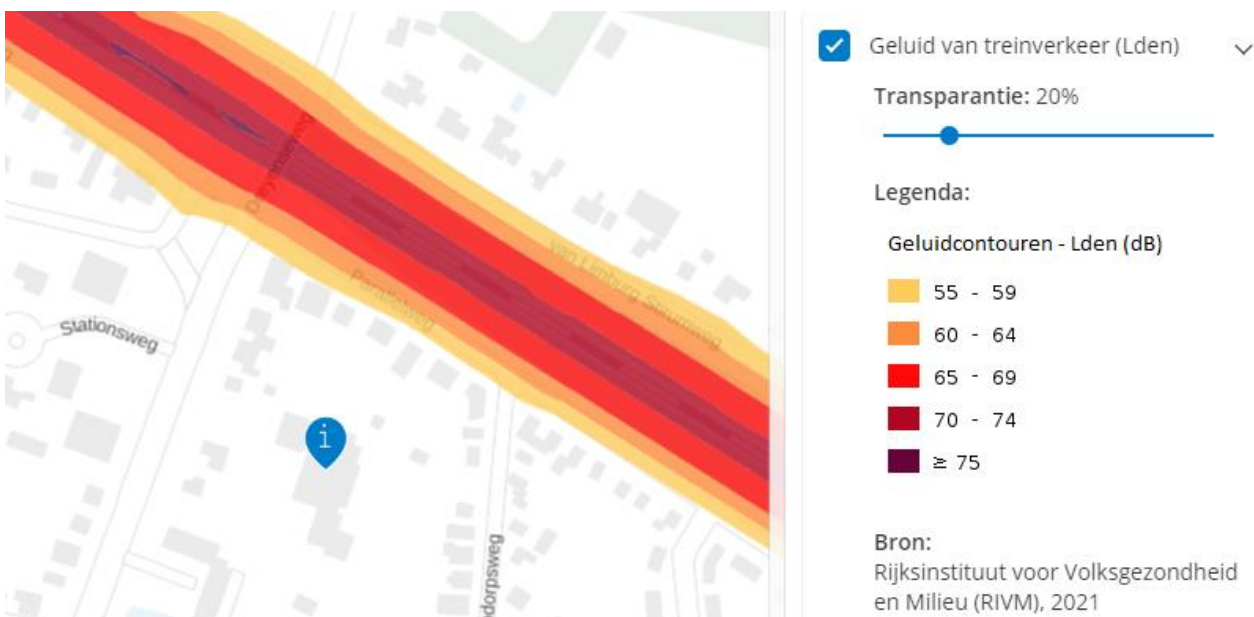 Stationsweg
Parallelweg
van Limburg Stirumweg
dorpsweg
i
Geluid van treinverkeer (Lden)
Transparantie: 20%
Legenda:
Geluidcontouren - Lden (dB)
55 - 59
60 - 64
65 - 69
70 - 74
≥ 75
Bron:
Rijksinstituut voor Volksgezondheid
en Milieu (RIVM), 2021